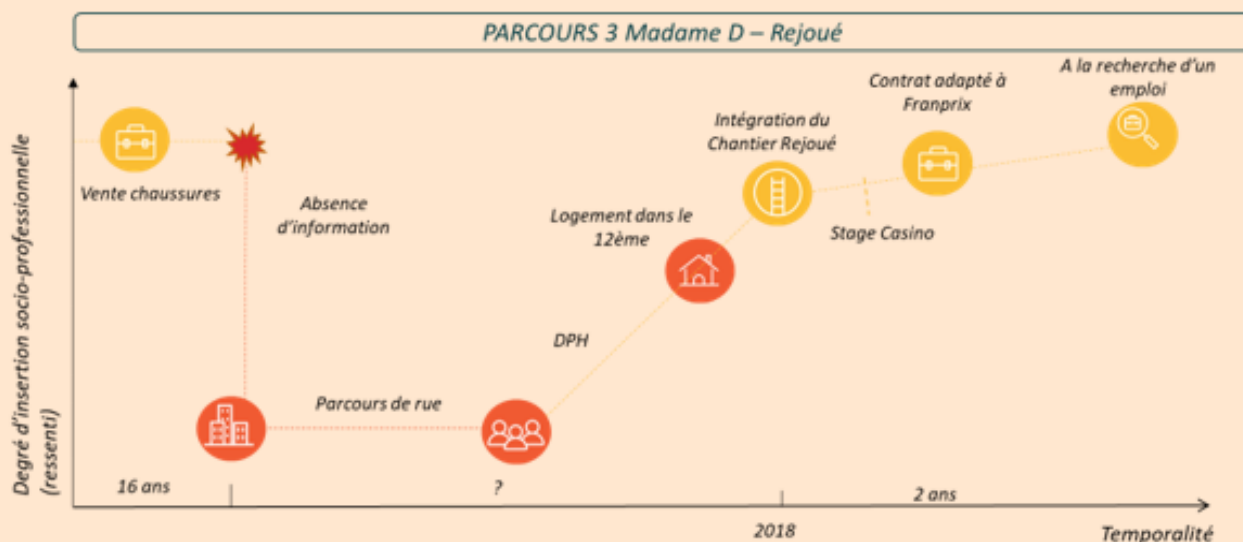 PARCOURS 3 Madame D – Rejoué
A la recherche d'un
emploi
Contrat adapté à
Franprix
Intégration du
Chantier Rejoué
Vente chaussures
Absence
d'information
Logement dans le
12ème
Stage Casino
DPH
Parcours de rue
Degré d'insertion socio-professionnelle
(ressenti)
16 ans
?
2 ans
2018
Temporalité